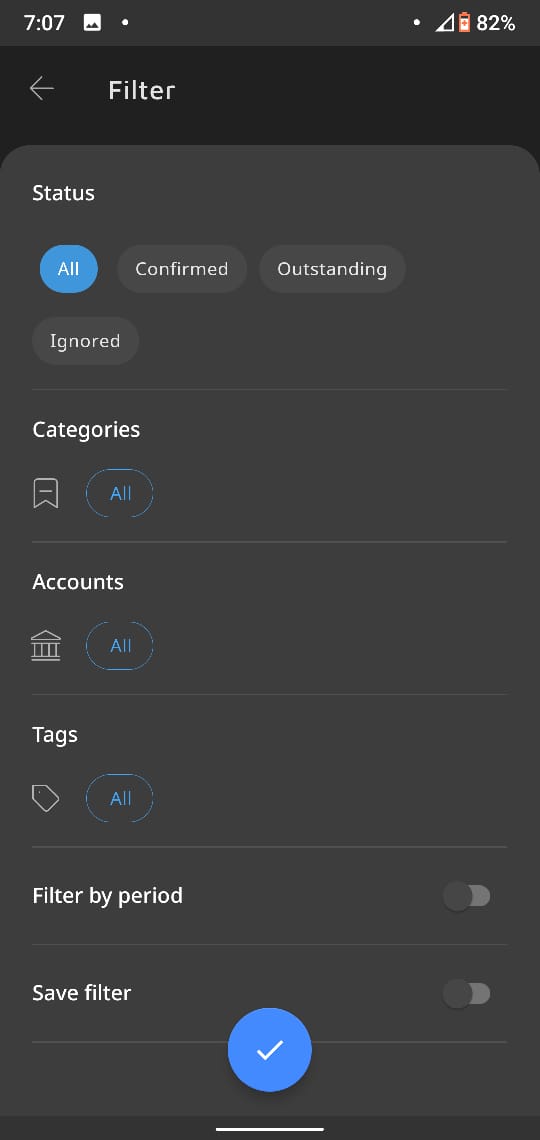 7:07 82%
Filter
Status
All Confirmed Outstanding
Ignored
Categories
All
Accounts
All
Tags
All
Filter by period
Save filter